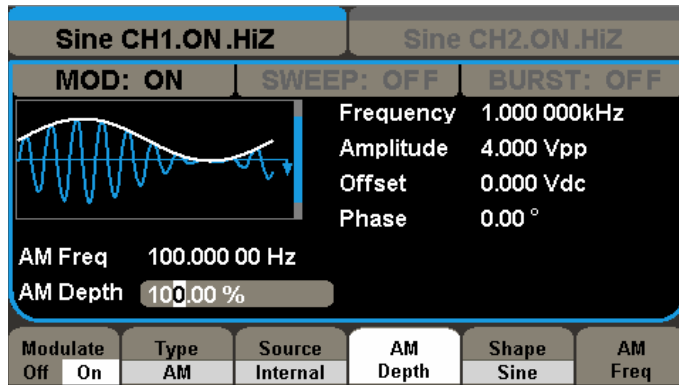 Sine CH1.ON.HiZ Sine CH2.ON.HiZ
MOD: ON SWEEP: OFF BURST: OFF
Frequency 1.000 000kHz
Amplitude 4.000 Vpp
Offset 0.000 Vdc
Phase 0.00 °
AM Freq 100.000 00 Hz
AM Depth 100.00 %
Modulate Type Source AM Shape AM
Off On AM Internal Depth Sine Freq